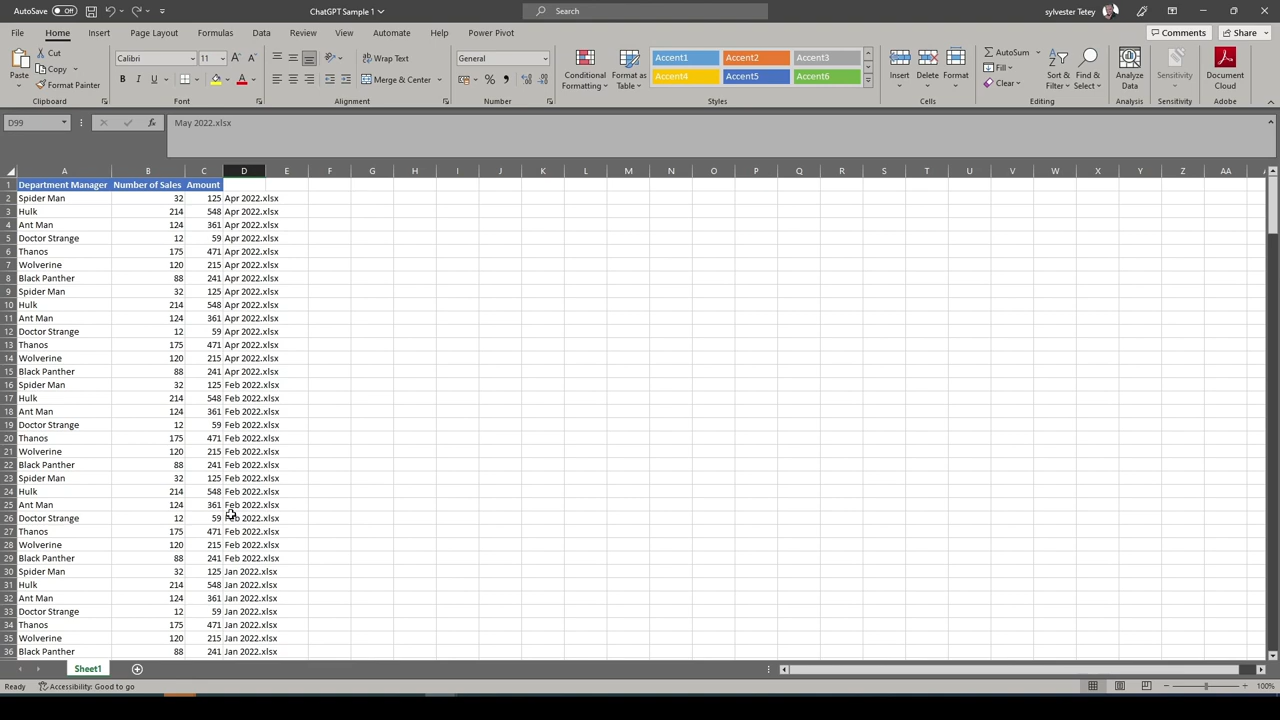 AutoSave Off ChatGPT Sample 1 Search sylvester Tetey
File Home Insert Page Layout Formulas Data Review View Automate Help Power Pivot Comments Share
Paste Cut Copy Format Painter
Calibri 11
B I U
Wrap Text
Merge & Center
General
Conditional Formatting Format as Table
Accent1 Accent2 Accent3
Accent4 Accent5 Accent6
Insert Delete Format
AutoSum
Fill
Clear
Sort & Filter Find & Select Analyze Data Sensitivity Document Cloud
Clipboard Font Alignment Number Styles Cells Editing Analysis Sensitivity Adobe
D99 fx May 2022.xlsx
A B C D E F G H I J K L M N O P Q R S T U V W X Y Z AA
1 Department Manager Number of Sales Amount
2 Spider Man 32 125 Apr 2022.xlsx
3 Hulk 214 548 Apr 2022.xlsx
4 Ant Man 124 361 Apr 2022.xlsx
5 Doctor Strange 12 59 Apr 2022.xlsx
6 Thanos 175 471 Apr 2022.xlsx
7 Wolverine 120 215 Apr 2022.xlsx
8 Black Panther 88 241 Apr 2022.xlsx
9 Spider Man 32 125 Apr 2022.xlsx
10 Hulk 214 548 Apr 2022.xlsx
11 Ant Man 124 361 Apr 2022.xlsx
12 Doctor Strange 12 59 Apr 2022.xlsx
13 Thanos 175 471 Apr 2022.xlsx
14 Wolverine 120 215 Apr 2022.xlsx
15 Black Panther 88 241 Apr 2022.xlsx
16 Spider Man 32 125 Feb 2022.xlsx
17 Hulk 214 548 Feb 2022.xlsx
18 Ant Man 124 361 Feb 2022.xlsx
19 Doctor Strange 12 59 Feb 2022.xlsx
20 Thanos 175 471 Feb 2022.xlsx
21 Wolverine 120 215 Feb 2022.xlsx
22 Black Panther 88 241 Feb 2022.xlsx
23 Spider Man 32 125 Feb 2022.xlsx
24 Hulk 214 548 Feb 2022.xlsx
25 Ant Man 124 361 Feb 2022.xlsx
26 Doctor Strange 12 59 Feb 2022.xlsx
27 Thanos 175 471 Feb 2022.xlsx
28 Wolverine 120 215 Feb 2022.xlsx
29 Black Panther 88 241 Feb 2022.xlsx
30 Spider Man 32 125 Jan 2022.xlsx
31 Hulk 214 548 Jan 2022.xlsx
32 Ant Man 124 361 Jan 2022.xlsx
33 Doctor Strange 12 59 Jan 2022.xlsx
34 Thanos 175 471 Jan 2022.xlsx
35 Wolverine 120 215 Jan 2022.xlsx
36 Black Panther 88 241 Jan 2022.xlsx
Sheet1
Ready Accessibility: Good to go 100%